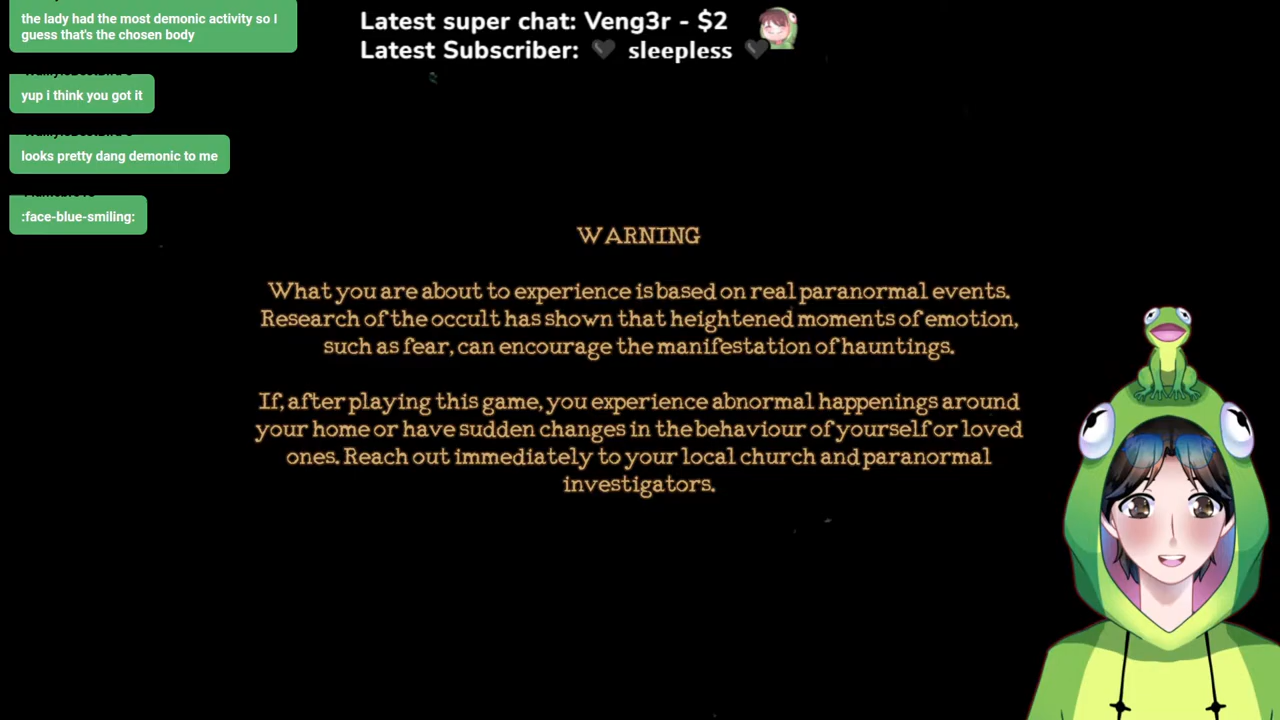 the lady had the most demonic activity so I
guess that's the chosen body
yup i think you got it
looks pretty dang demonic to me
:face-blue-smiling:
Latest super chat: Veng3r - $2
Latest Subscriber: 🖤 sleepless 🖤
WARNING
What you are about to experience is based on real paranormal events.
Research of the occult has shown that heightened moments of emotion,
such as fear, can encourage the manifestation of hauntings.
If, after playing this game, you experience abnormal happenings around
your home or have sudden changes in the behaviour of yourself or loved
ones. Reach out immediately to your local church and paranormal
investigators.